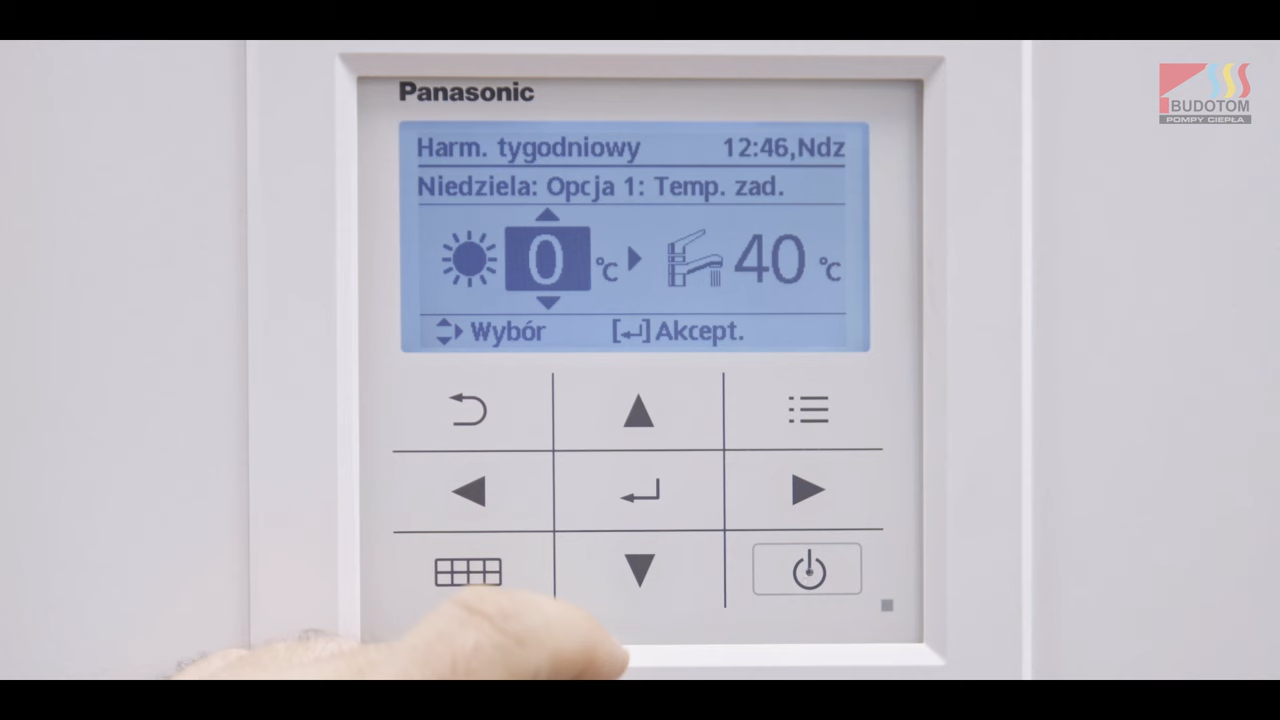 Panasonic
BUDOTOM
POMPY CIEPŁA
Harm. tygodniowy 12:46,Ndz
Niedziela: Opcja 1: Temp. zad.
0 °C 40 °C
Wybór [↵] Akcept.